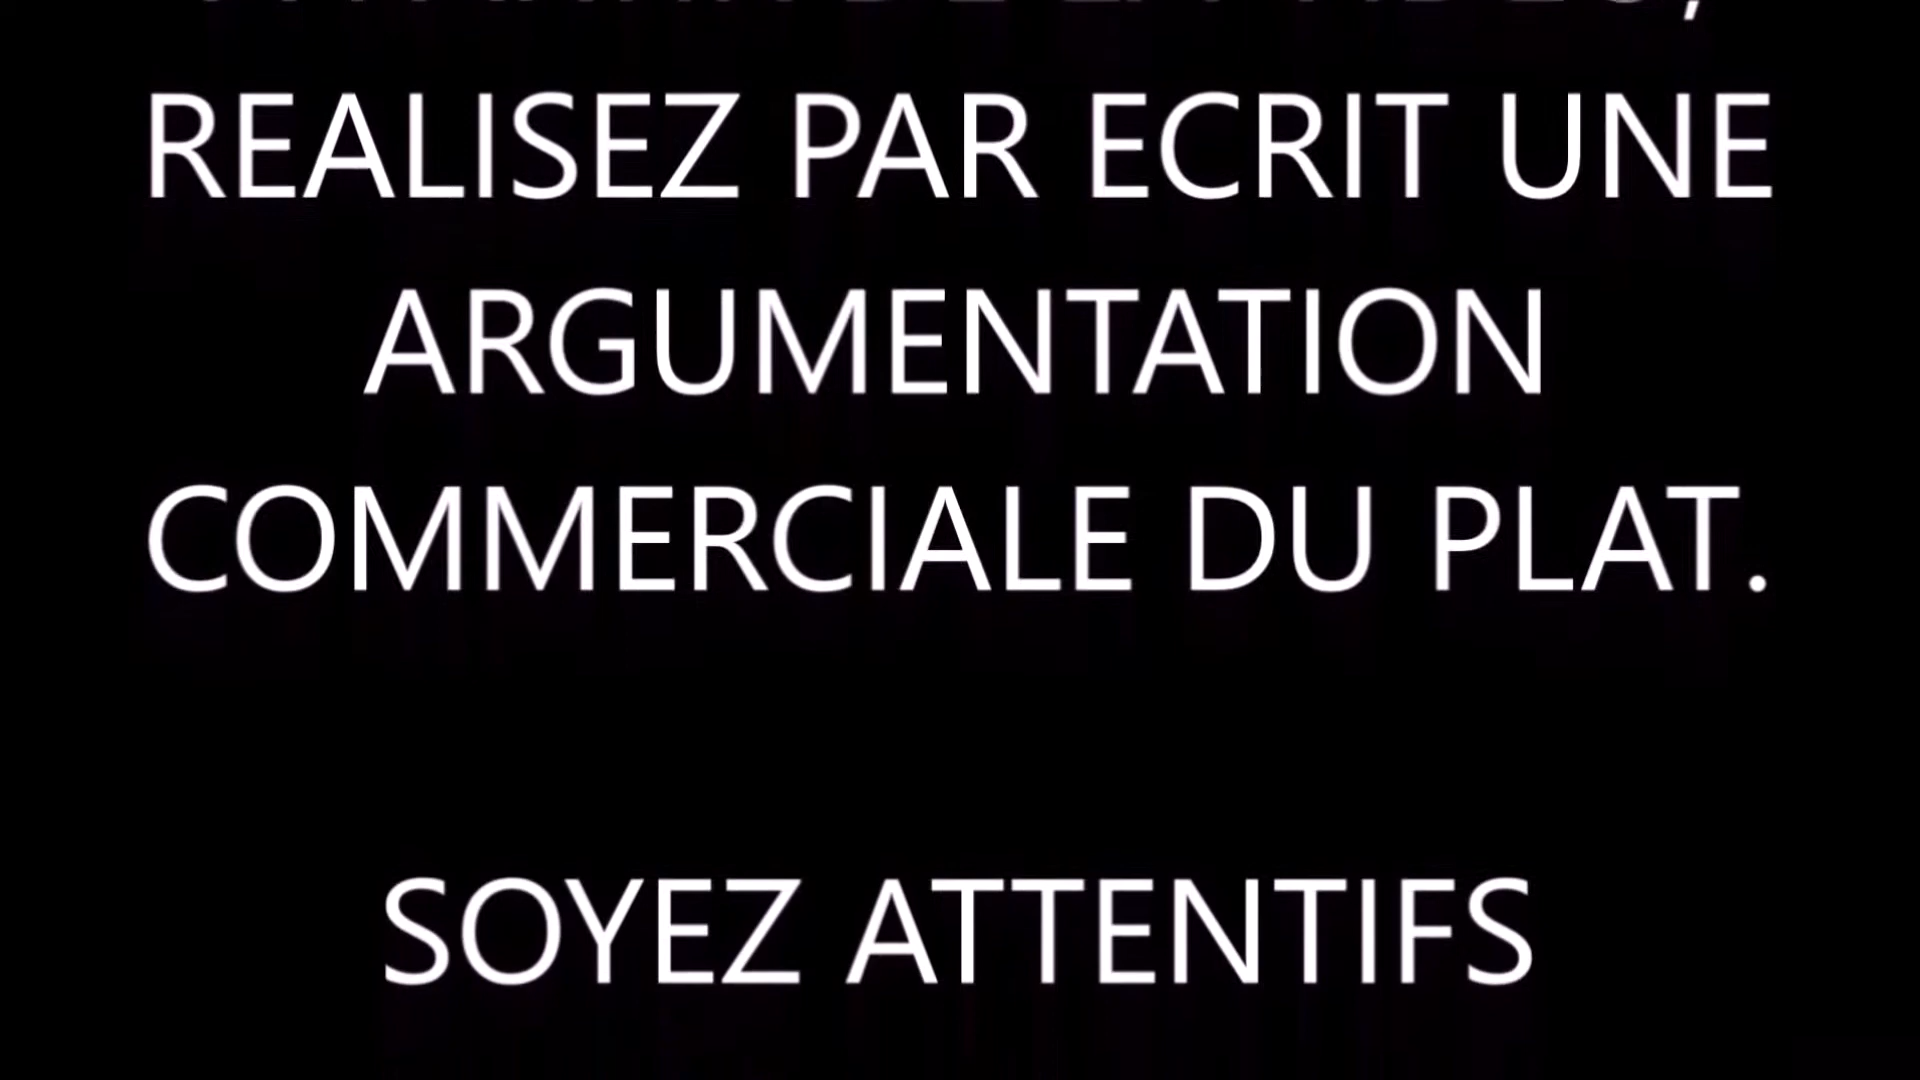 REALISEZ PAR ECRIT UNE
ARGUMENTATION
COMMERCIALE DU PLAT.
SOYEZ ATTENTIFS